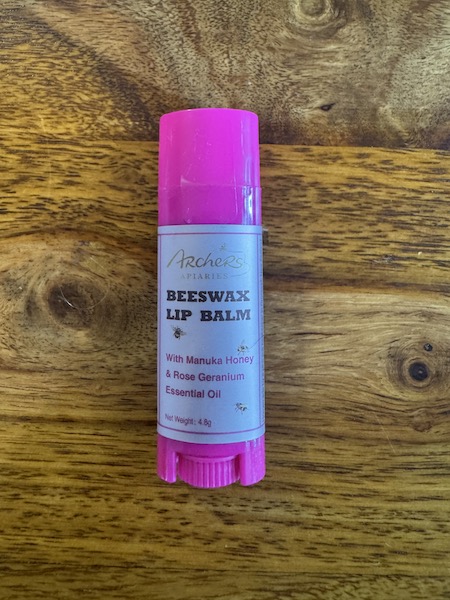 Archers
APIARIES
BEESWAX
LIP BALM
With Manuka Honey
& Rose Geranium
Essential Oil
Net Weight: 4.8g